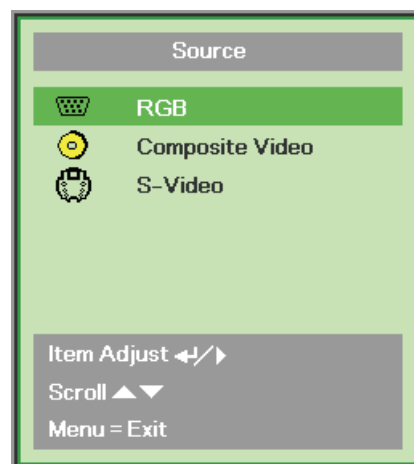 Source
RGB
Composite Video
S-Video
Item Adjust ↵/▶
Scroll ▲▼
Menu = Exit